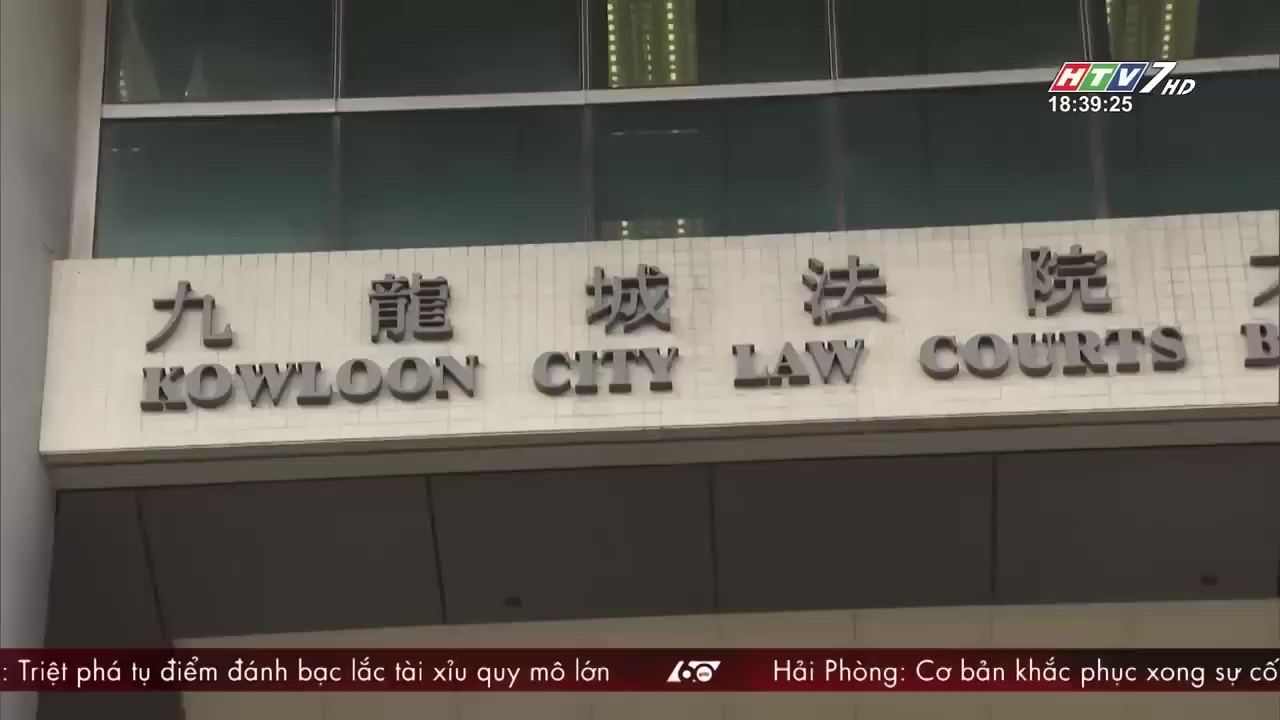 HTV7 HD
18:39:25
九龍城法院
KOWLOON CITY LAW COURTS B
: Triệt phá tụ điểm đánh bạc lắc tài xỉu quy mô lớn 60 Hải Phòng: Cơ bản khắc phục xong sự cố